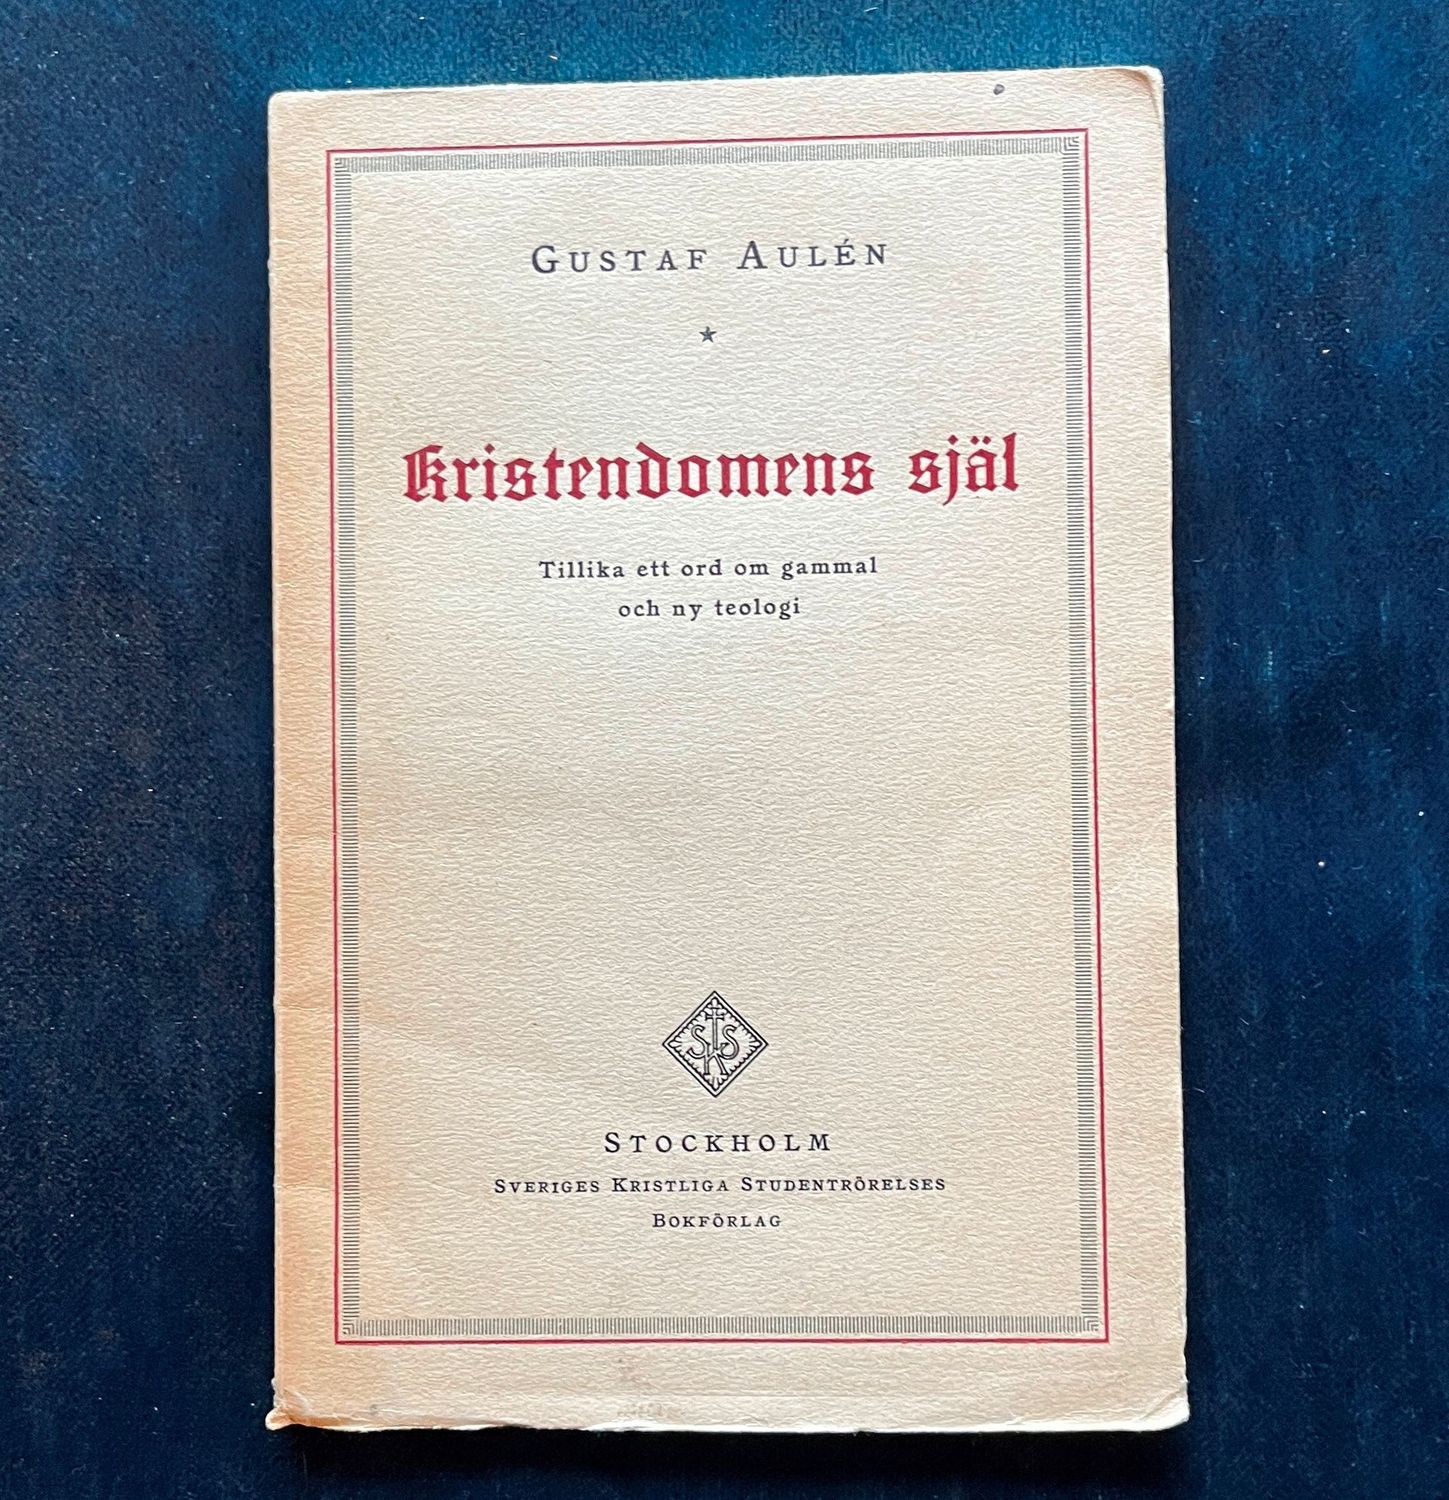 GUSTAF AULÉN
Kristendomens själ
Tillika ett ord om gammal
och ny teologi
SKS
STOCKHOLM
SVERIGES KRISTLIGA STUDENTRÖRELSES
BOKFÖRLAG